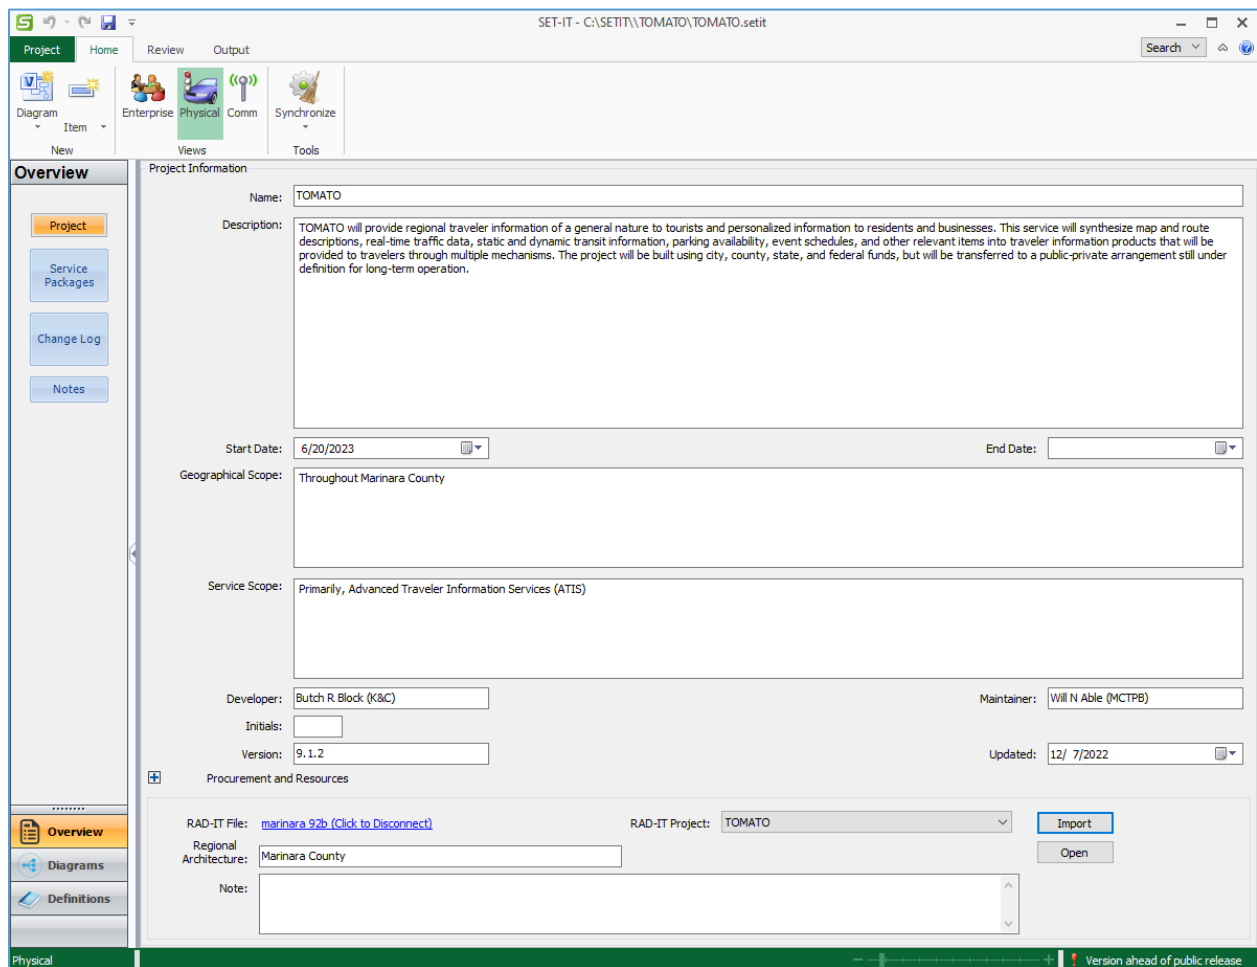 SET-IT - C:\SETIT\\TOMATO\TOMATO.setit
Project Home Review Output Search
Diagram Item Enterprise Physical Comm Synchronize
New Views Tools
Overview
Project
Service
Packages
Change Log
Notes
Project Information
Name: TOMATO
Description: TOMATO will provide regional traveler information of a general nature to tourists and personalized information to residents and businesses. This service will synthesize map and route
descriptions, real-time traffic data, static and dynamic transit information, parking availability, event schedules, and other relevant items into traveler information products that will be
provided to travelers through multiple mechanisms. The project will be built using city, county, state, and federal funds, but will be transferred to a public-private arrangement still under
definition for long-term operation.
Start Date: 6/20/2023 End Date:
Geographical Scope: Throughout Marinara County
Service Scope: Primarily, Advanced Traveler Information Services (ATIS)
Developer: Butch R Block (K&C) Maintainer: Will N Able (MCTPB)
Initials:
Version: 9.1.2 Updated: 12/ 7/2022
Procurement and Resources
RAD-IT File: marinara 92b (Click to Disconnect) RAD-IT Project: TOMATO Import
Regional
Architecture: Marinara County Open
Note:
Overview
Diagrams
Definitions
Physical Version ahead of public release